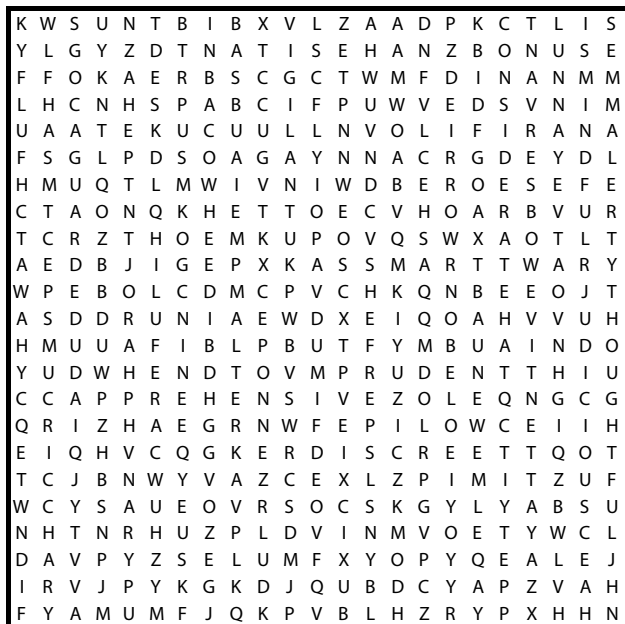 K W S U N T B I B X V L Z A A D P K C T L I S
Y L G Y Z D T N A T I S E H A N Z B O N U S E
F F O K A E R B S C G C T W M F D I N A N M M
L H C N H S P A B C I F P U W V E D S V N I M
U A A T E K U C U U L L N V O L I F I R A N A
F S G L P D S O A G A Y N N A C R G D E Y D L
H M U Q T L M W I V N I W D B E R O E S E F E
C T A O N Q K H E T T O E C V H O A R B V U R
T C R Z T H O E M K U P O V Q S W X A O T L T
A E D B J I G E P X K A S S M A R T T W A R Y
W P E B O L C D M C P V C H K Q N B E E O J T
A S D D R U N I A E W D X E I Q O A H V V U H
H M U U A F I B L P B U T F Y M B U A I N D O
Y U D W H E N D T O V M P R U D E N T T H I U
C C A P P R E H E N S I V E Z O L E Q N G C G
Q R I Z H A E G R N W F E P I L O W C E I I H
E I Q H V C Q G K E R D I S C R E E T T Q O T
T C J B N W Y V A Z C E X L Z P I M I T Z U F
W C Y S A U E O V R S O C S K G Y L Y A B S U
N H T N R H U Z P L D V I N M V O E T Y W C L
D A V P Y Z S E L U M F X Y O P Y Q E A L E J
I R V J P Y K G K D J Q U B D C Y A P Z V A H
F Y A M U M F J Q K P V B L H Z R Y P X H H N